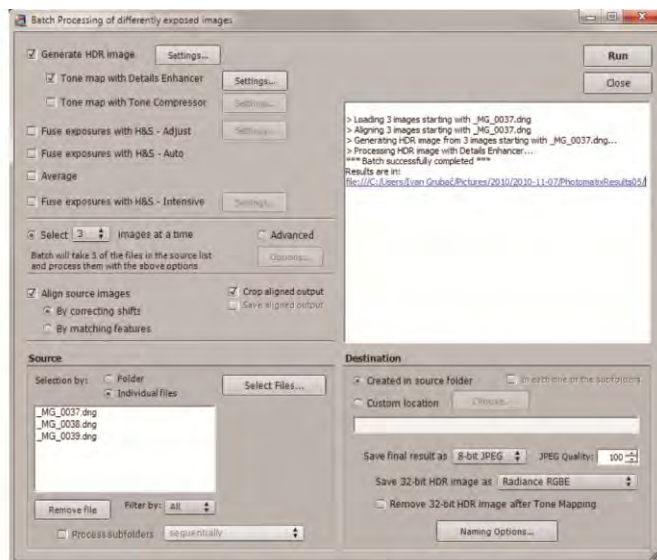 Batch Processing of differently exposed images
Generate HDR image Settings...
Tone map with Details Enhancer Settings...
Tone map with Tone Compressor Settings...
Fuse exposures with H&S - Adjust Settings...
Fuse exposures with H&S - Auto
Average
Fuse exposures with H&S - Intensive Settings...
Select 3 images at a time
Advanced
Batch will take 3 of the files in the source list
and process them with the above options
Options...
Align source images
Crop aligned output
By correcting shifts
Save aligned output
By matching features
Run
Close
> Loading 3 images starting with _MG_0037.dng
> Aligning 3 images starting with _MG_0037.dng
> Generating HDR image from 3 images starting with _MG_0037.dng...
> Processing HDR image with Details Enhancer...
*** Batch successfully completed ***
Results are in:
file:///C:/Users/Ivan Grubač/Pictures/2010/2010-11-07/PhotomatixResults05/
Source
Selection by: Folder
Individual files
Select Files...
_MG_0037.dng
_MG_0038.dng
_MG_0039.dng
Remove file Filter by: All
Process subfolders sequentially
Destination
Created in source folder In each one of the subfolders
Custom location Choose...
Save final result as 8-bit JPEG JPEG Quality: 100
Save 32-bit HDR image as Radiance RGBE
Remove 32-bit HDR image after Tone Mapping
Naming Options...